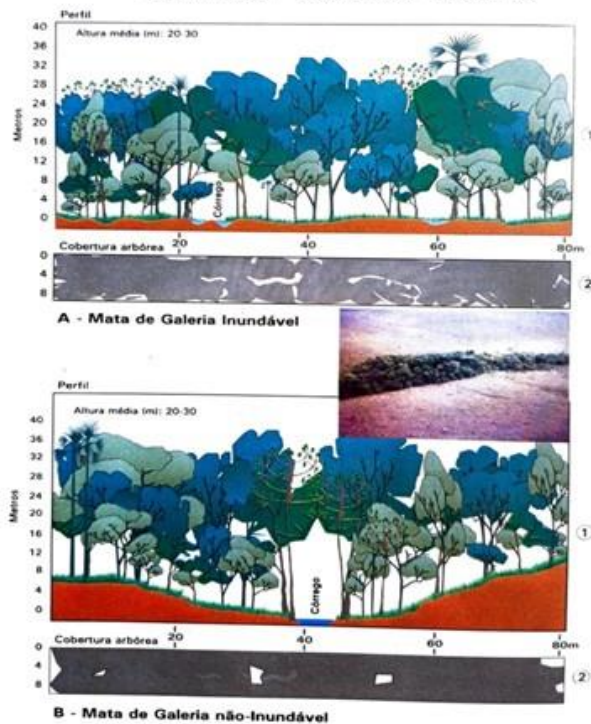 Perfil
Altura média (m): 20-30
Metros
40
36
32
28
24
20
16
12
8
4
0
Córrego
20
40
60
80m
1
Cobertura arbórea
0
4
8
2
A - Mata de Galeria Inundável
Perfil
Altura média (m): 20-30
Metros
40
36
32
28
24
20
16
12
8
4
0
Córrego
1
Cobertura arbórea
20
40
60
80m
0
4
8
2
B - Mata de Galeria não-Inundável